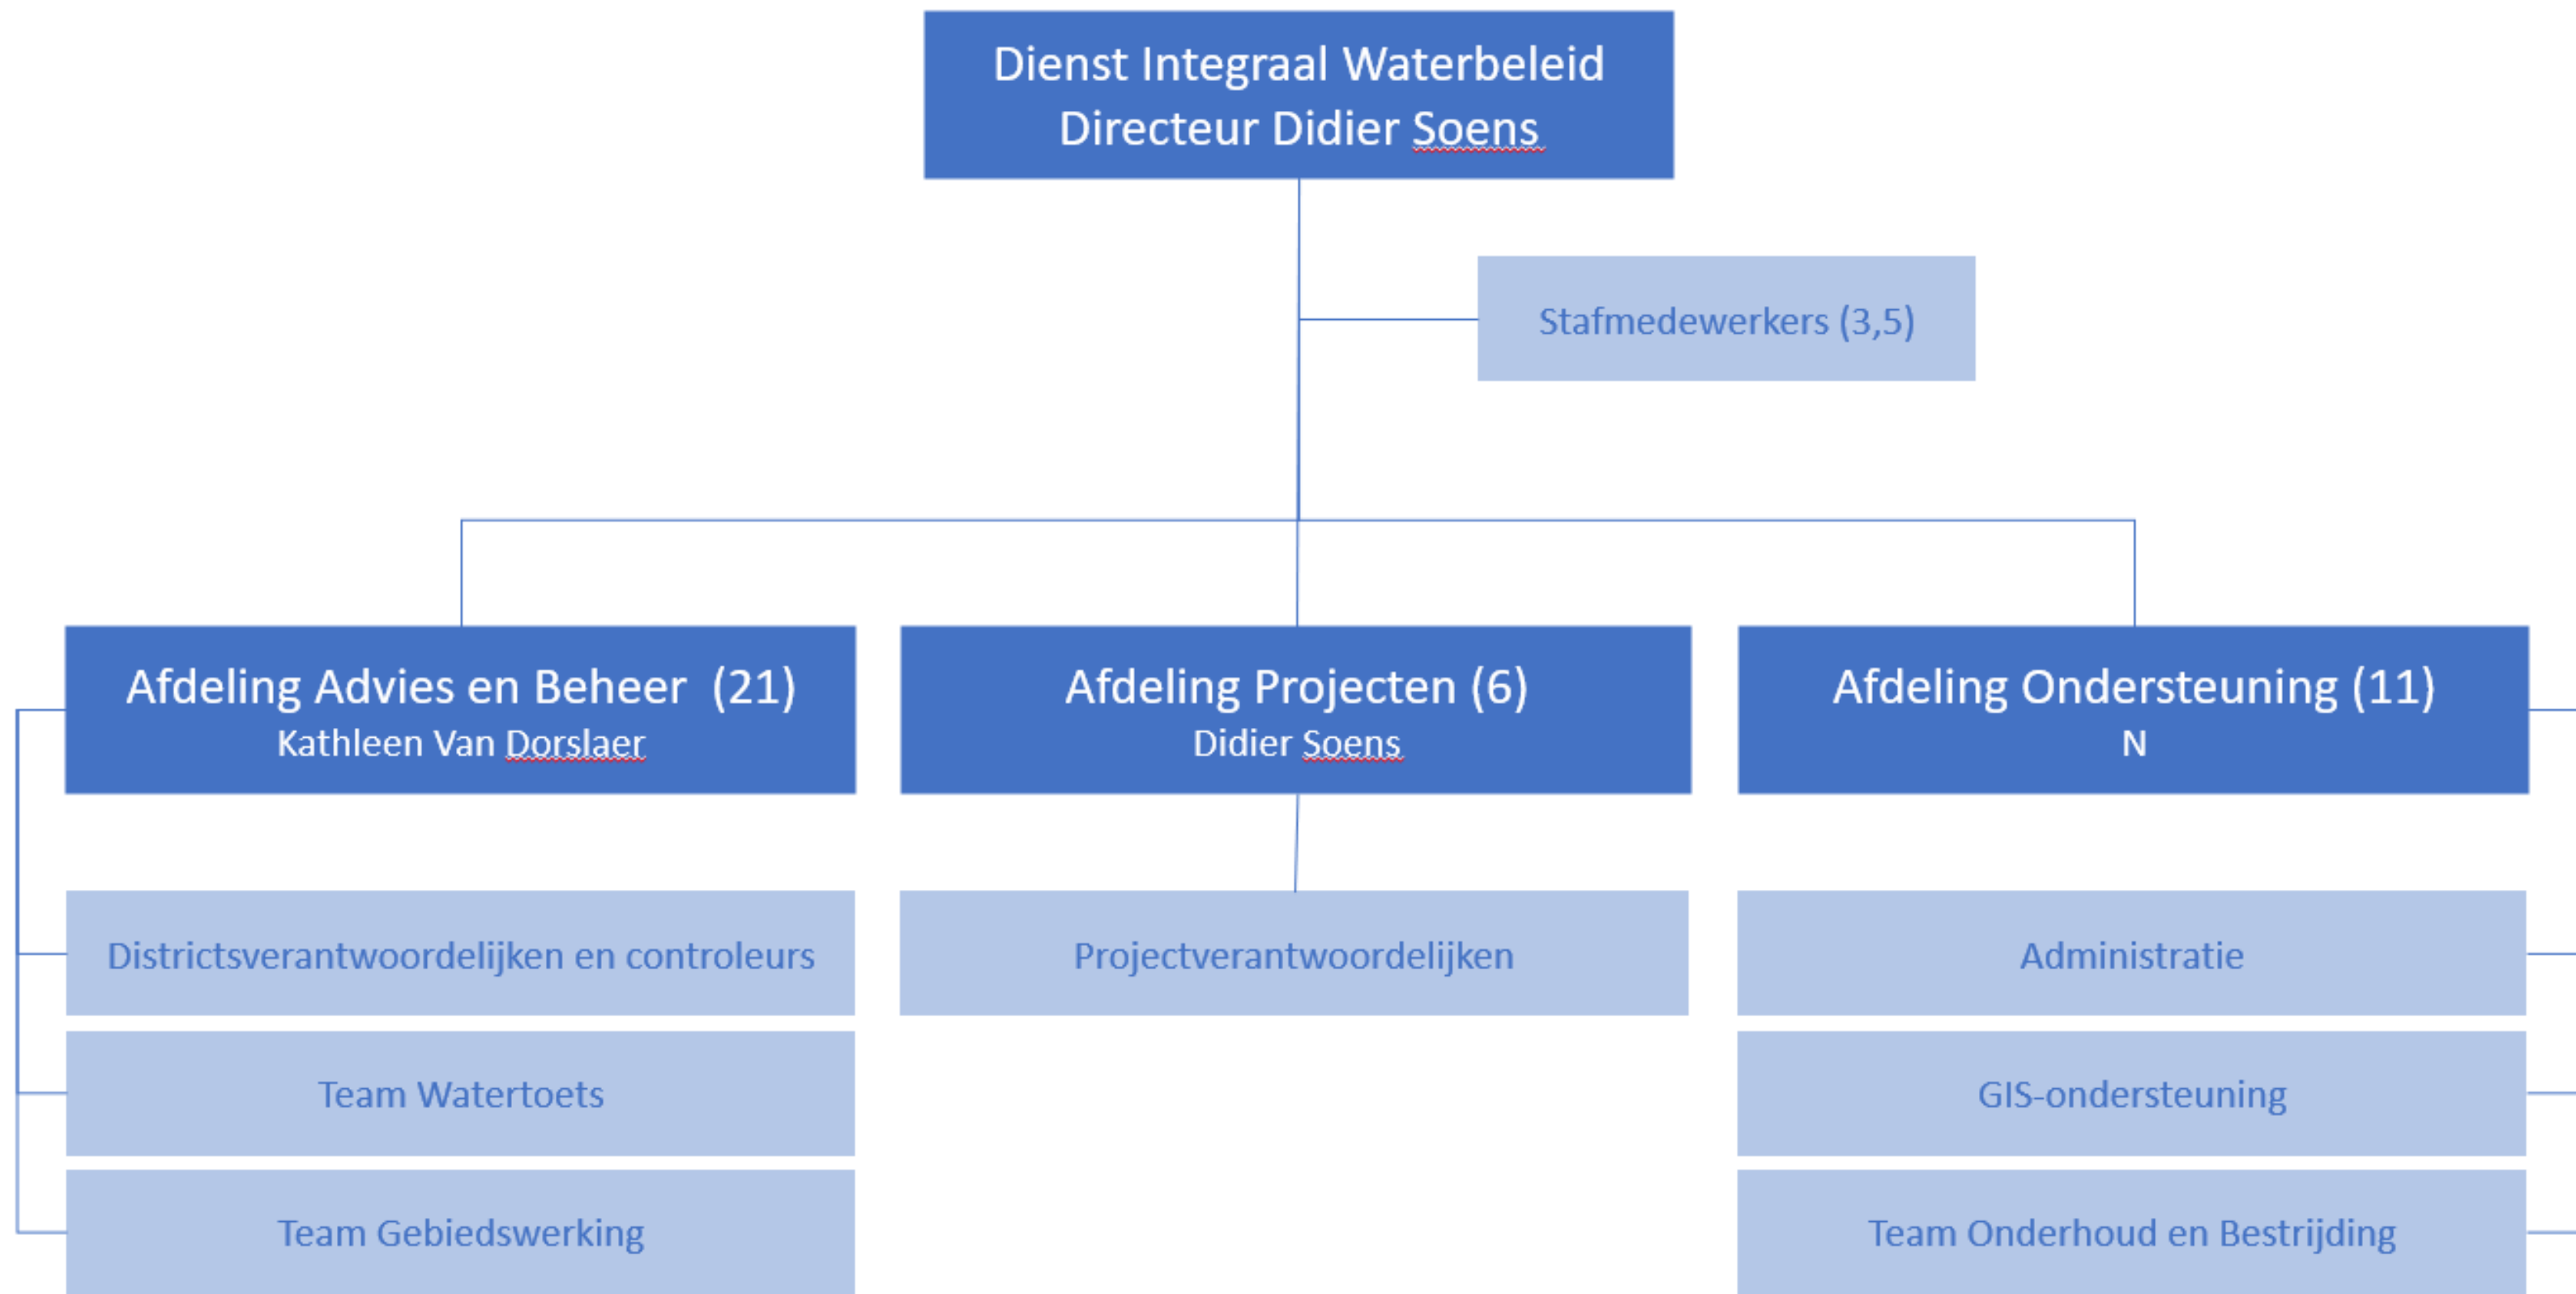 Dienst Integraal Waterbeleid
Directeur Didier Soens
Stafmedewerkers (3,5)
Afdeling Advies en Beheer  (21)
Kathleen Van Dorslaer
Afdeling Projecten (6)
Didier Soens
Afdeling Ondersteuning (11)
N
Districtsverantwoordelijken en controleurs
Projectverantwoordelijken
Administratie
Team Watertoets
GIS-ondersteuning
Team Gebiedswerking
Team Onderhoud en Bestrijding